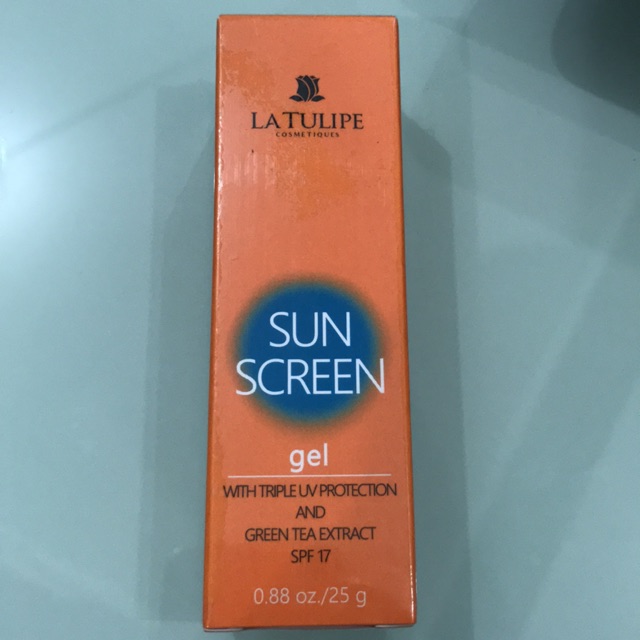 LA TULIPE
COSMETIQUES
SUN
SCREEN
gel
WITH TRIPLE UV PROTECTION
AND
GREEN TEA EXTRACT
SPF 17
0.88 oz./25 g